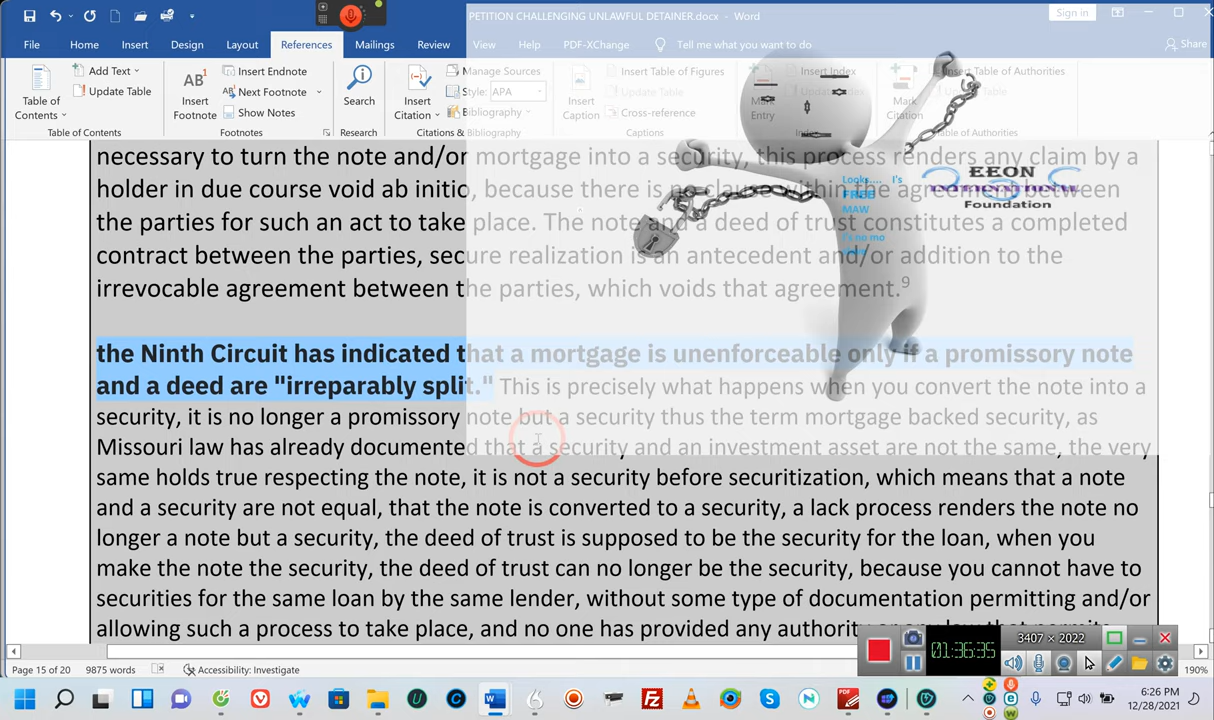 PETITION CHALLENGING UNLAWFUL DETAINER.docx - Word
Sign in
File Home Insert Design Layout References Mailings Review View Help PDF-XChange Tell me what you want to do Share
Table of Contents
Add Text
Update Table
Table of Contents
AB1
Insert Footnote
Insert Endnote
Next Footnote
Show Notes
Footnotes
Search
Research
Insert Citation
Manage Sources
Style: APA
Bibliography
Citations & Bibliography
Insert Caption
Insert Table of Figures
Update Table
Cross-reference
Captions
Mark Entry
Insert Index
Update Index
Mark Citation
Insert Table of Authorities
Update Table
Table of Authorities
necessary to turn the note and/or mortgage into a security, this process renders any claim by a
holder in due course void ab initio, because there is no clause within the agreement between
the parties for such an act to take place. The note and a deed of trust constitutes a completed
contract between the parties, secure realization is an antecedent and/or addition to the
irrevocable agreement between the parties, which voids that agreement.9
Looks.... I's
FREE
MAW
I's no mo
EEON
INTERNATIONAL
Foundation
the Ninth Circuit has indicated that a mortgage is unenforceable only if a promissory note
and a deed are "irreparably split." This is precisely what happens when you convert the note into a
security, it is no longer a promissory note but a security thus the term mortgage backed security, as
Missouri law has already documented that a security and an investment asset are not the same, the very
same holds true respecting the note, it is not a security before securitization, which means that a note
and a security are not equal, that the note is converted to a security, a lack process renders the note no
longer a note but a security, the deed of trust is supposed to be the security for the loan, when you
make the note the security, the deed of trust can no longer be the security, because you cannot have to
securities for the same loan by the same lender, without some type of documentation permitting and/or
allowing such a process to take place, and no one has provided any authority
01:36:35
3407 × 2022
Page 15 of 20 9875 words Accessibility: Investigate 190%
6:26 PM
12/28/2021